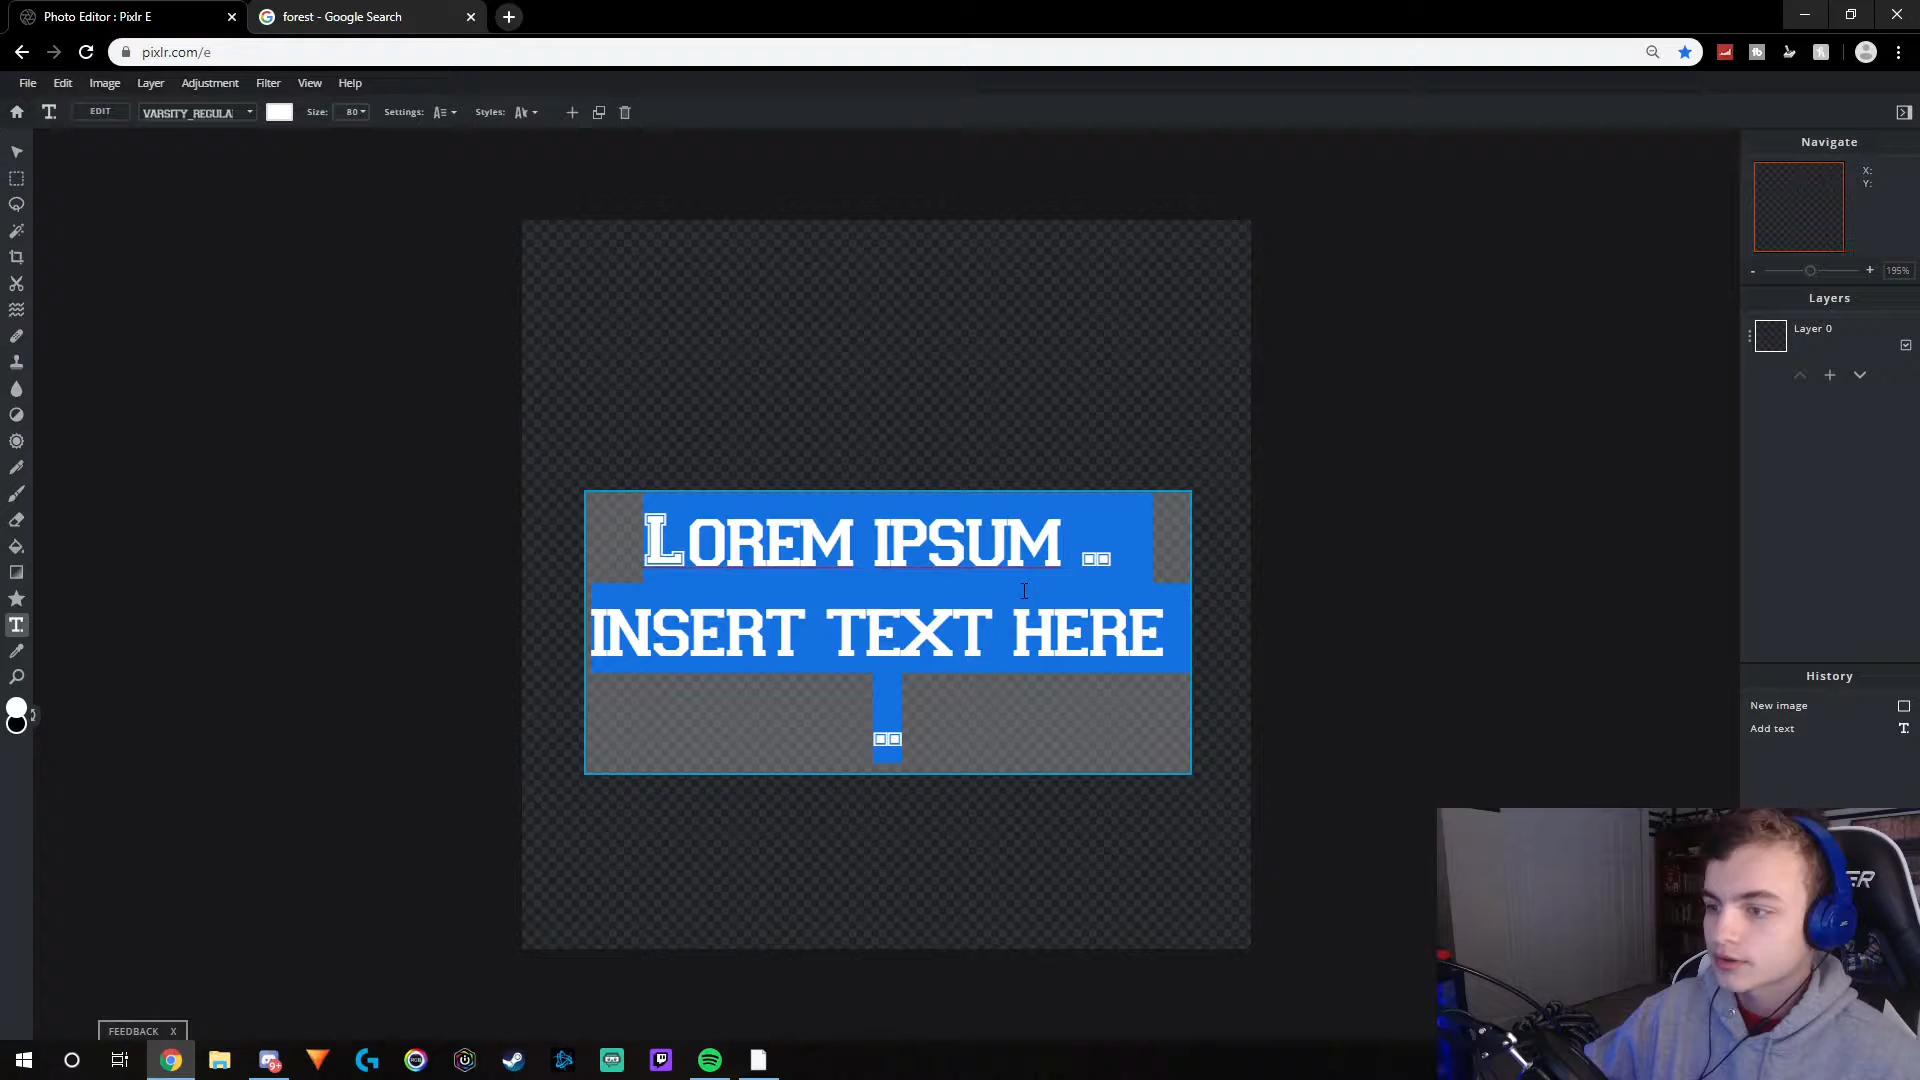 Photo Editor : Pixlr E
forest - Google Search
pixlr.com/e
File Edit Image Layer Adjustment Filter View Help
EDIT VARSITY_REGULA Size: 80 Settings: Styles:
Navigate
X:
Y:
- + 195%
Layers
Layer 0
LOREM IPSUM ..
INSERT TEXT HERE
..
History
New image
Add text
FEEDBACK X
9+